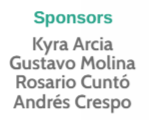 Sponsors
Kyra Arcia
Gustavo Molina
Rosario Cuntó
Andrés Crespo